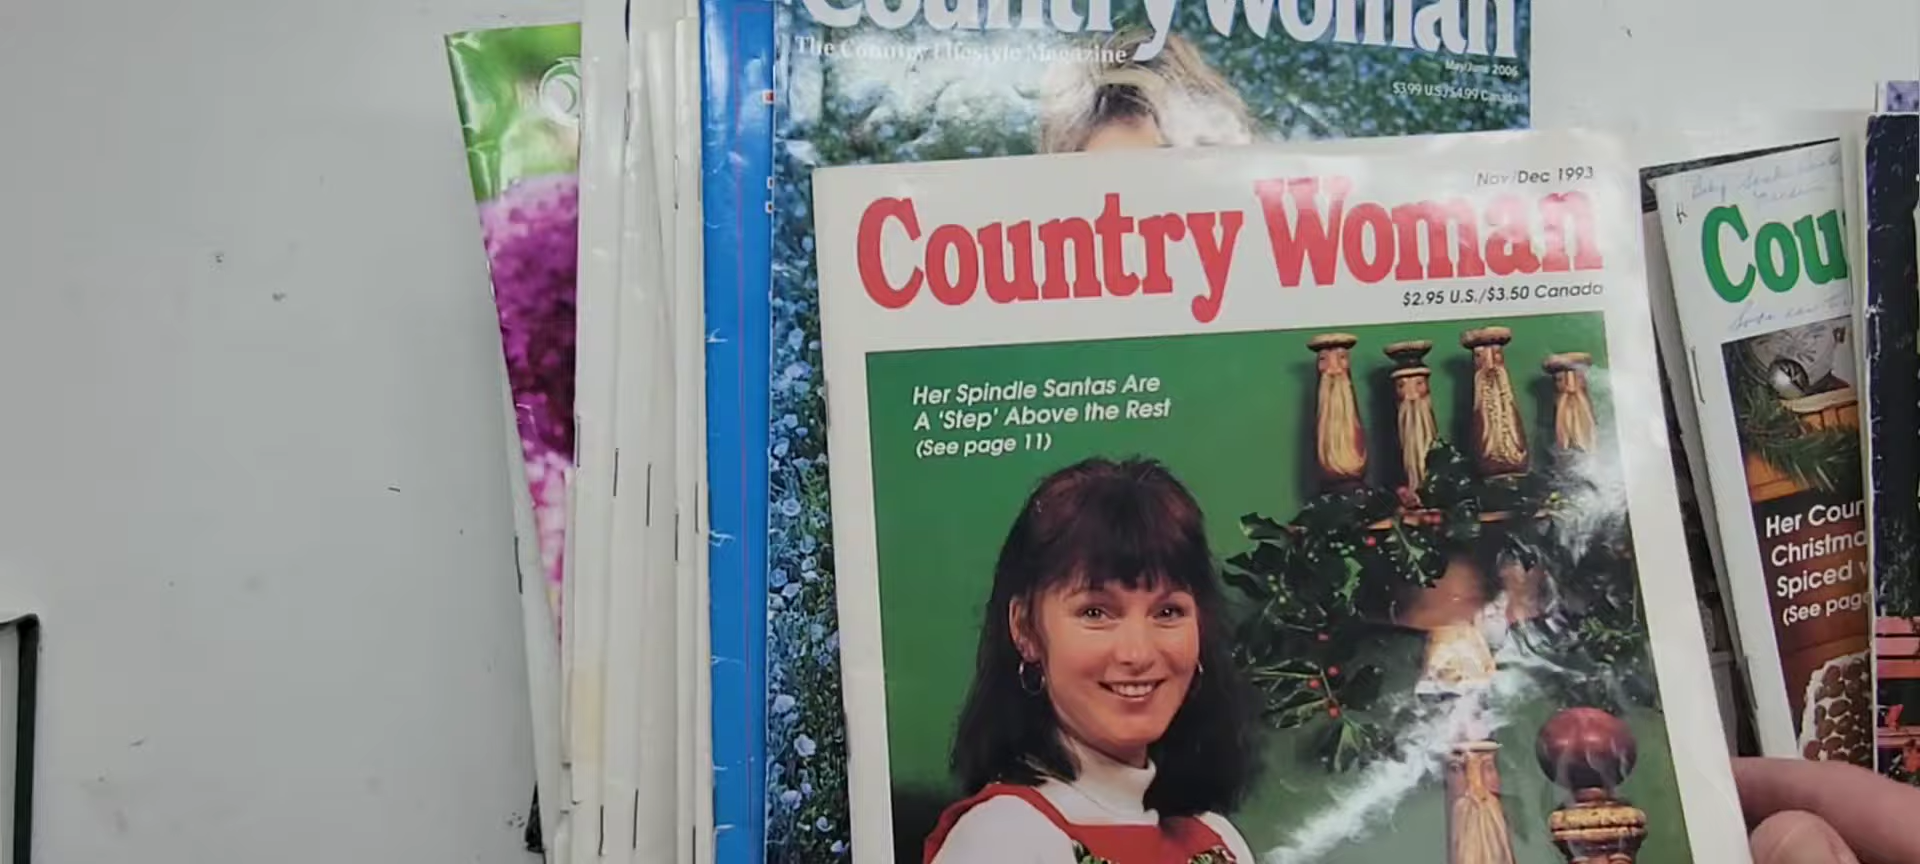 Country Woman
The Country Lifestyle Magazine
May/June 2006
$3.99 U.S./$4.99 Canada
Nov/Dec 1993
Country Woman
$2.95 U.S./$3.50 Canada
Her Spindle Santas Are
A 'Step' Above the Rest
(See page 11)
Cou
Her Coun
Christma
Spiced
(See page